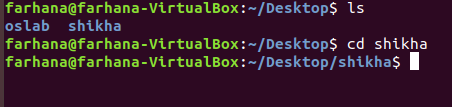 farhana@farhana-VirtualBox:~/Desktop$ ls
oslab  shikha
farhana@farhana-VirtualBox:~/Desktop$ cd shikha
farhana@farhana-VirtualBox:~/Desktop/shikha$